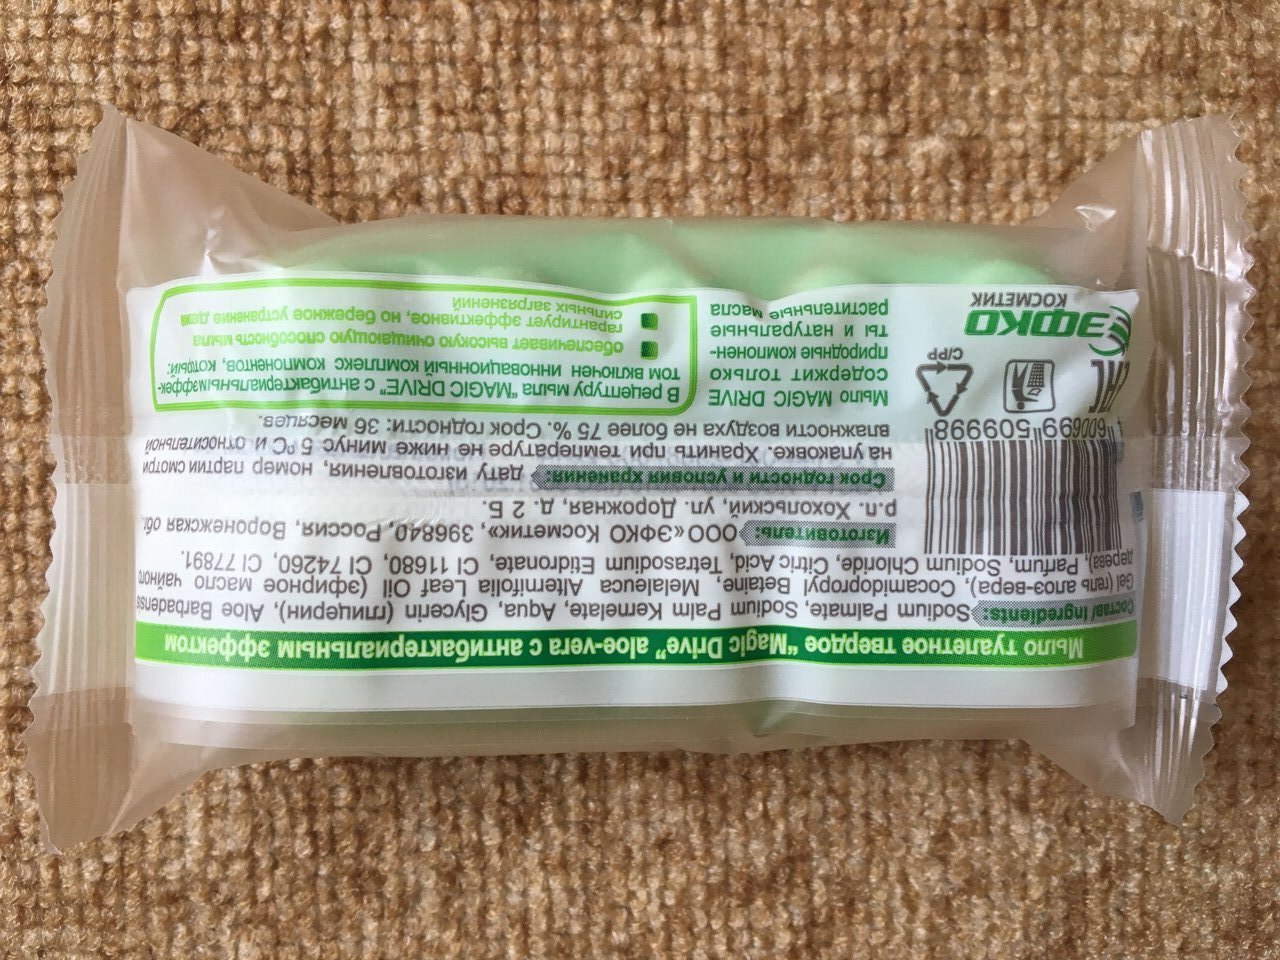 Мыло туалетное твердое “Magic Drive” aloe-vera с антибактериальным эффектом
Состав/ Ingredients: Sodium Palmate, Sodium Palm Kernelate, Aqua, Glycerin (глицерин), Aloe Barbadensis
Gel (гель алоэ-вера), Cocamidopropyl Betaine, Melaleuca Alternifolia Leaf Oil (эфирное масло чайного
дерева), Parfum, Sodium Chloride, Citric Acid, Tetrasodium Etidronate, CI 11680, CI 74260, CI 77891.
Изготовитель: ООО «ЭФКО Косметик», 396840, Россия, Воронежская обл.,
р.п. Хохольский, ул. Дорожная, д. 2 Б.
Срок годности и условия хранения: дату изготовления, номер партии смотри
на упаковке. Хранить при температуре не ниже минус 5 °С и относительной
влажности воздуха не более 75 %. Срок годности: 36 месяцев.
4600699 509998
EAC
C/PP
ЭФКО
КОСМЕТИК
Мыло MAGIC DRIVE
содержит только
природные компонен-
ты и натуральные
растительные масла
В рецептуру мыла “MAGIC DRIVE” с антибактериальным эффек-
том включен инновационный комплекс компонентов, который:
обеспечивает высокую очищающую способность мыла
гарантирует эффективное, но бережное устранение даже
сильных загрязнений